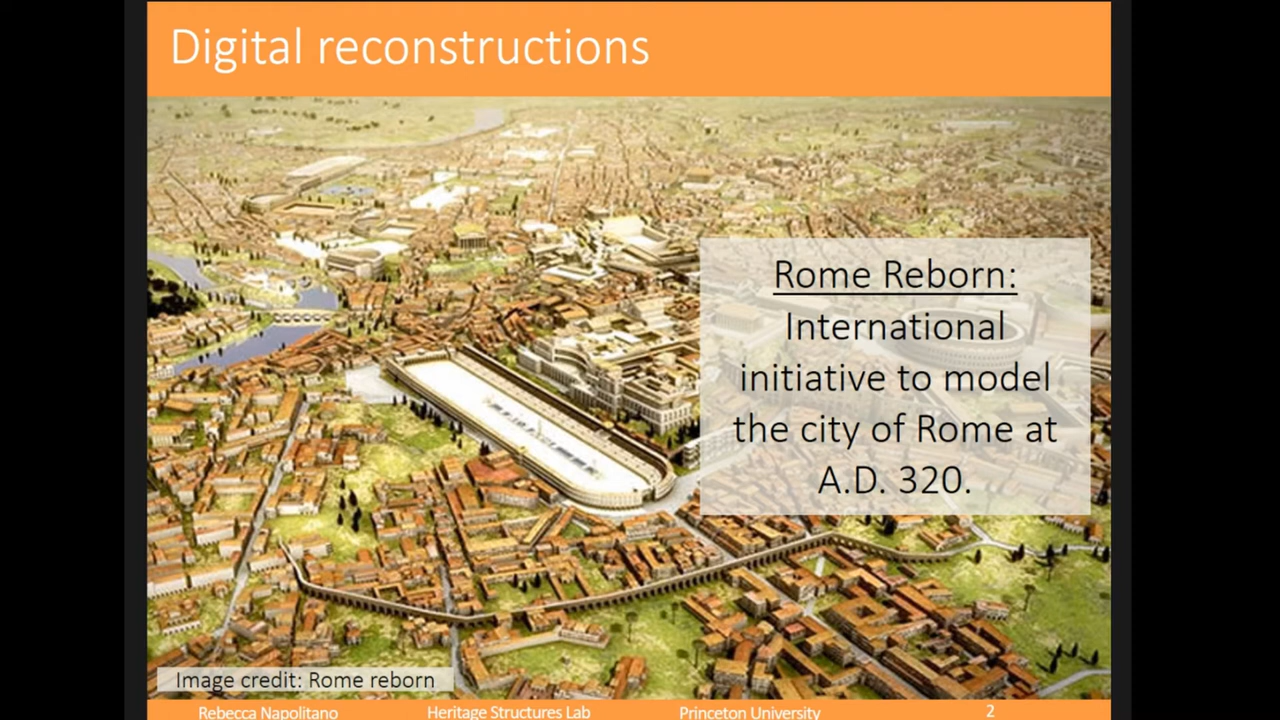 Digital reconstructions
Rome Reborn:
International
initiative to model
the city of Rome at
A.D. 320.
Image credit: Rome reborn
Rebecca Napolitano Heritage Structures Lab Princeton University 2